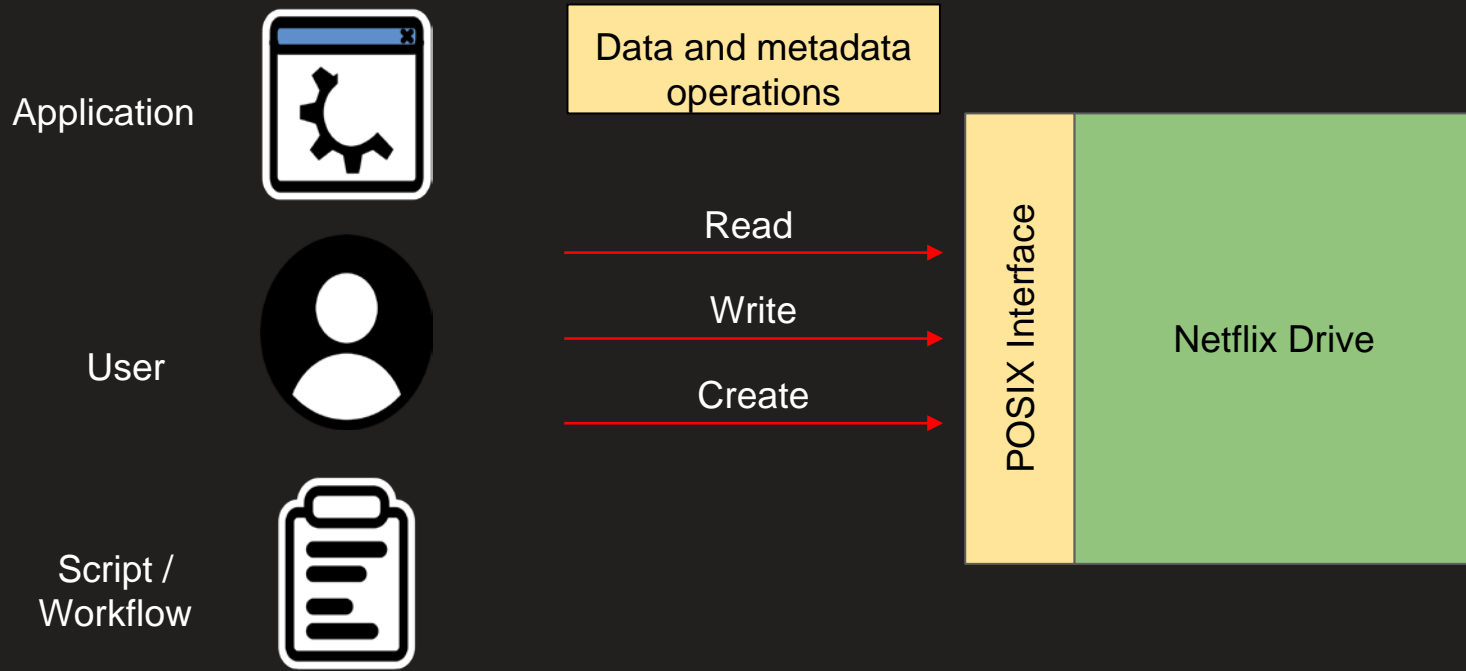 Application
Data and metadata
operations
Read
Write
Create
User
Script /
Workflow
POSIX Interface
Netflix Drive